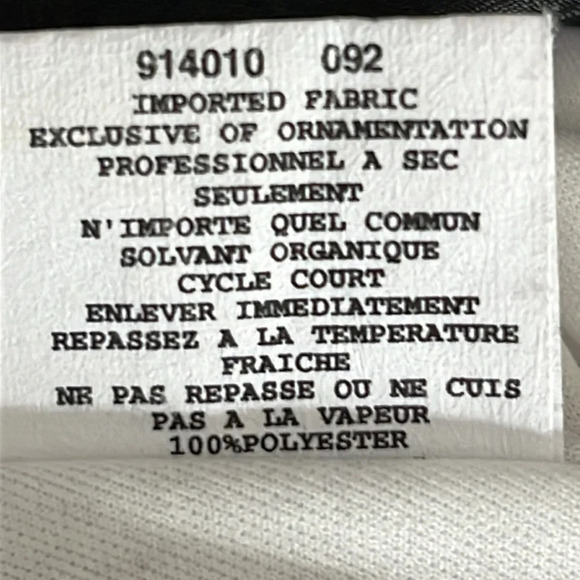 914010 092
IMPORTED FABRIC
EXCLUSIVE OF ORNAMENTATION
PROFESSIONNEL A SEC
SEULEMENT
N'IMPORTE QUEL COMMUN
SOLVANT ORGANIQUE
CYCLE COURT
ENLEVER IMMEDIATEMENT
REPASSEZ A LA TEMPERATURE
FRAICHE
NE PAS REPASSE OU NE CUIS
PAS A LA VAPEUR
100%POLYESTER